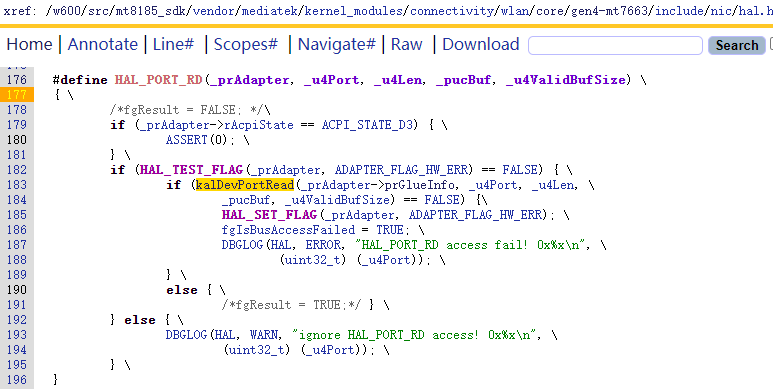 xref: /w600/src/mt8185_sdk/vendor/mediatek/kernel_modules/connectivity/wlan/core/gen4-mt7663/include/nic/hal.h
Home | Annotate | Line# | Scopes# | Navigate# | Raw | Download Search
176 #define HAL_PORT_RD(_prAdapter, _u4Port, _u4Len, _pucBuf, _u4ValidBufSize) \
177 { \
178 /*fgResult = FALSE; */\
179 if (_prAdapter->rAcpiState == ACPI_STATE_D3) { \
180 ASSERT(0); \
181 } \
182 if (HAL_TEST_FLAG(_prAdapter, ADAPTER_FLAG_HW_ERR) == FALSE) { \
183 if (kalDevPortRead(_prAdapter->prGlueInfo, _u4Port, _u4Len, \
184 _pucBuf, _u4ValidBufSize) == FALSE) {\
185 HAL_SET_FLAG(_prAdapter, ADAPTER_FLAG_HW_ERR); \
186 fgIsBusAccessFailed = TRUE; \
187 DBGLOG(HAL, ERROR, "HAL_PORT_RD access fail! 0x%x\n", \
188 (uint32_t) (_u4Port)); \
189 } \
190 else { \
191 /*fgResult = TRUE;*/ } \
192 } else { \
193 DBGLOG(HAL, WARN, "ignore HAL_PORT_RD access! 0x%x\n", \
194 (uint32_t) (_u4Port)); \
195 } \
196 }